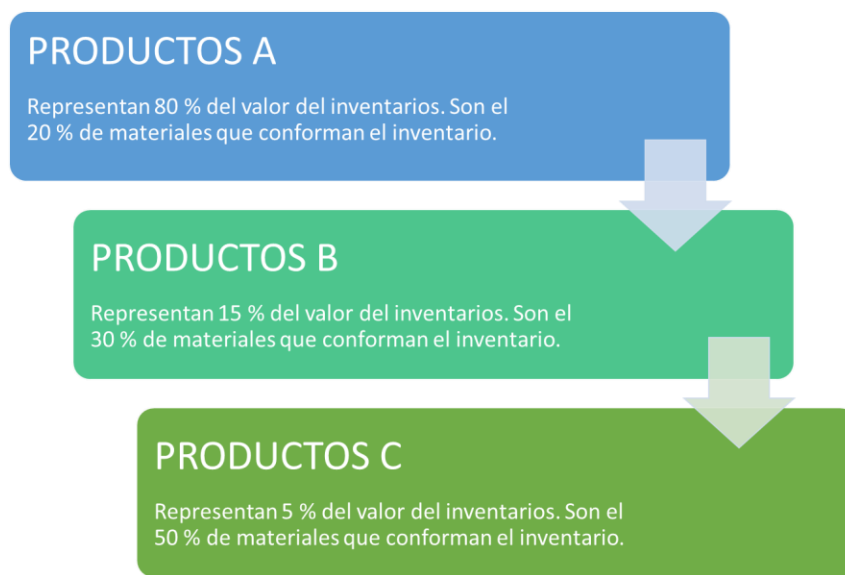 PRODUCTOS A
Representan 80 % del valor del inventarios. Son el
20 % de materiales que conforman el inventario.
PRODUCTOS B
Representan 15 % del valor del inventarios. Son el
30 % de materiales que conforman el inventario.
PRODUCTOS C
Representan 5 % del valor del inventarios. Son el
50 % de materiales que conforman el inventario.